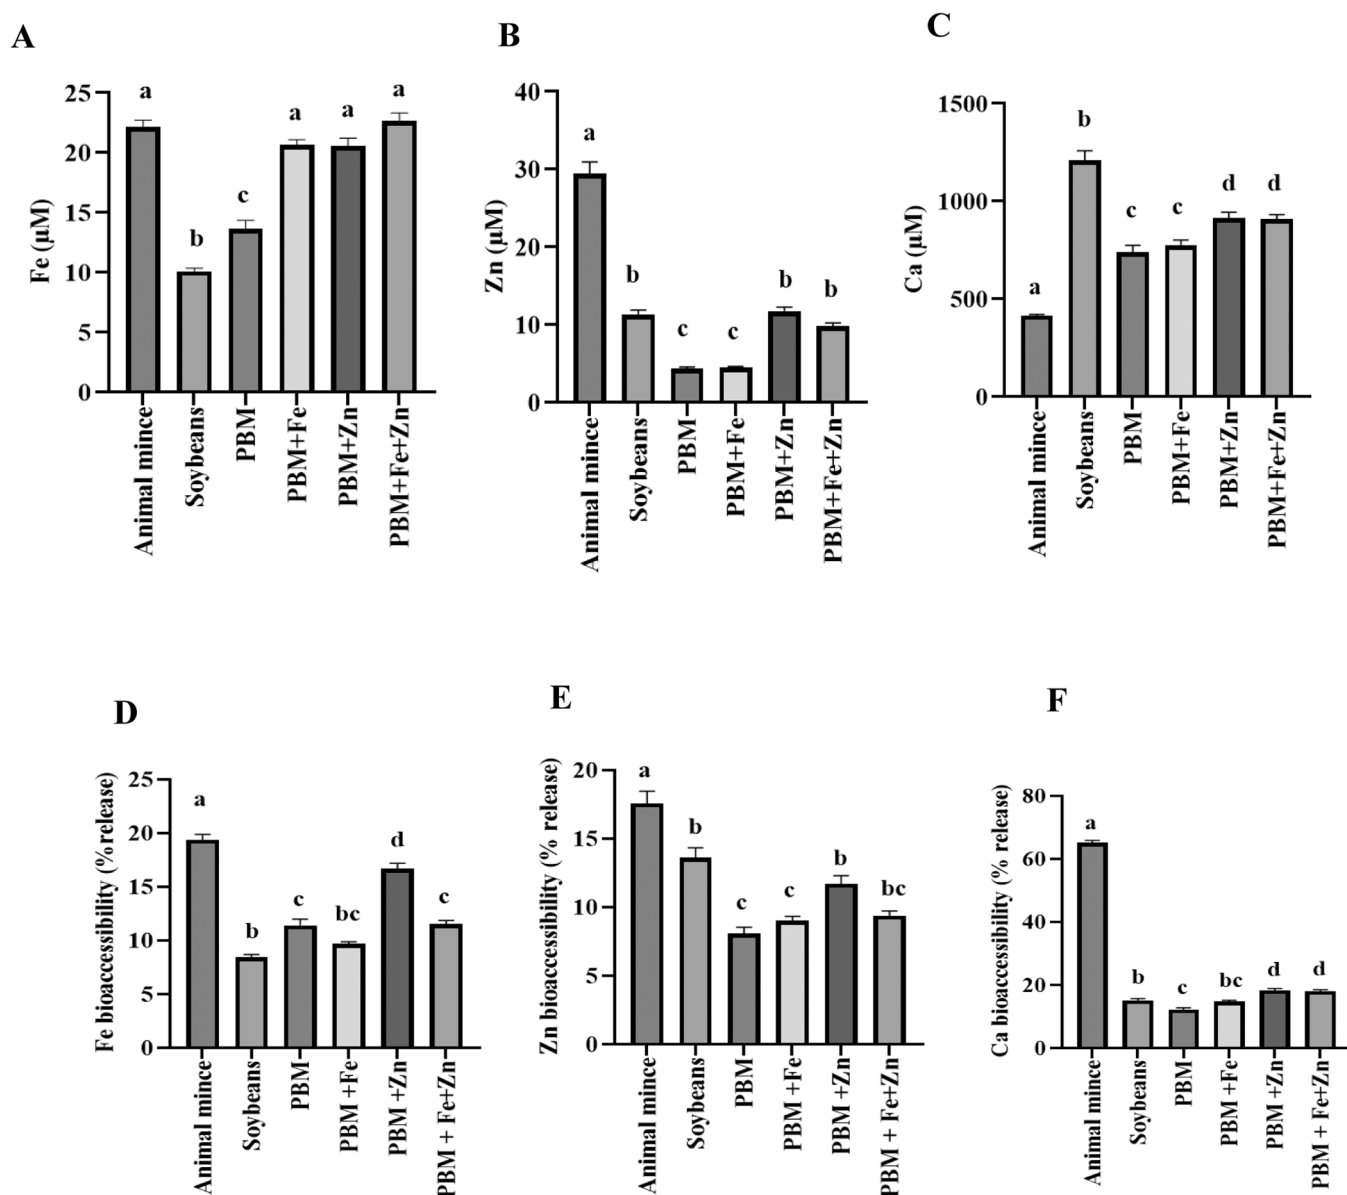 A
Fe (µM)
25
20
15
10
5
0
a
b
c
a
a
a
Animal mince
Soybeans
PBM
PBM+Fe
PBM+Zn
PBM+Fe+Zn
B
Zn (µM)
40
30
20
10
0
a
b
c
c
b
b
Animal mince
Soybeans
PBM
PBM+Fe
PBM+Zn
PBM+Fe+Zn
C
Ca (µM)
1500
1000
500
0
a
b
c
c
d
d
Animal mince
Soybeans
PBM
PBM+Fe
PBM+Zn
PBM+Fe+Zn
D
Fe bioaccessibility (%release)
25
20
15
10
5
0
a
b
c
bc
d
c
Animal mince
Soybeans
PBM
PBM +Fe
PBM +Zn
PBM + Fe+Zn
E
Zn bioaccessibility (% release)
20
15
10
5
0
a
b
c
c
b
bc
Animal mince
Soybeans
PBM
PBM +Fe
PBM +Zn
PBM + Fe+Zn
F
Ca bioaccessibility (% release)
80
60
40
20
0
a
b
c
bc
d
d
Animal mince
Soybeans
PBM
PBM +Fe
PBM +Zn
PBM + Fe+Zn